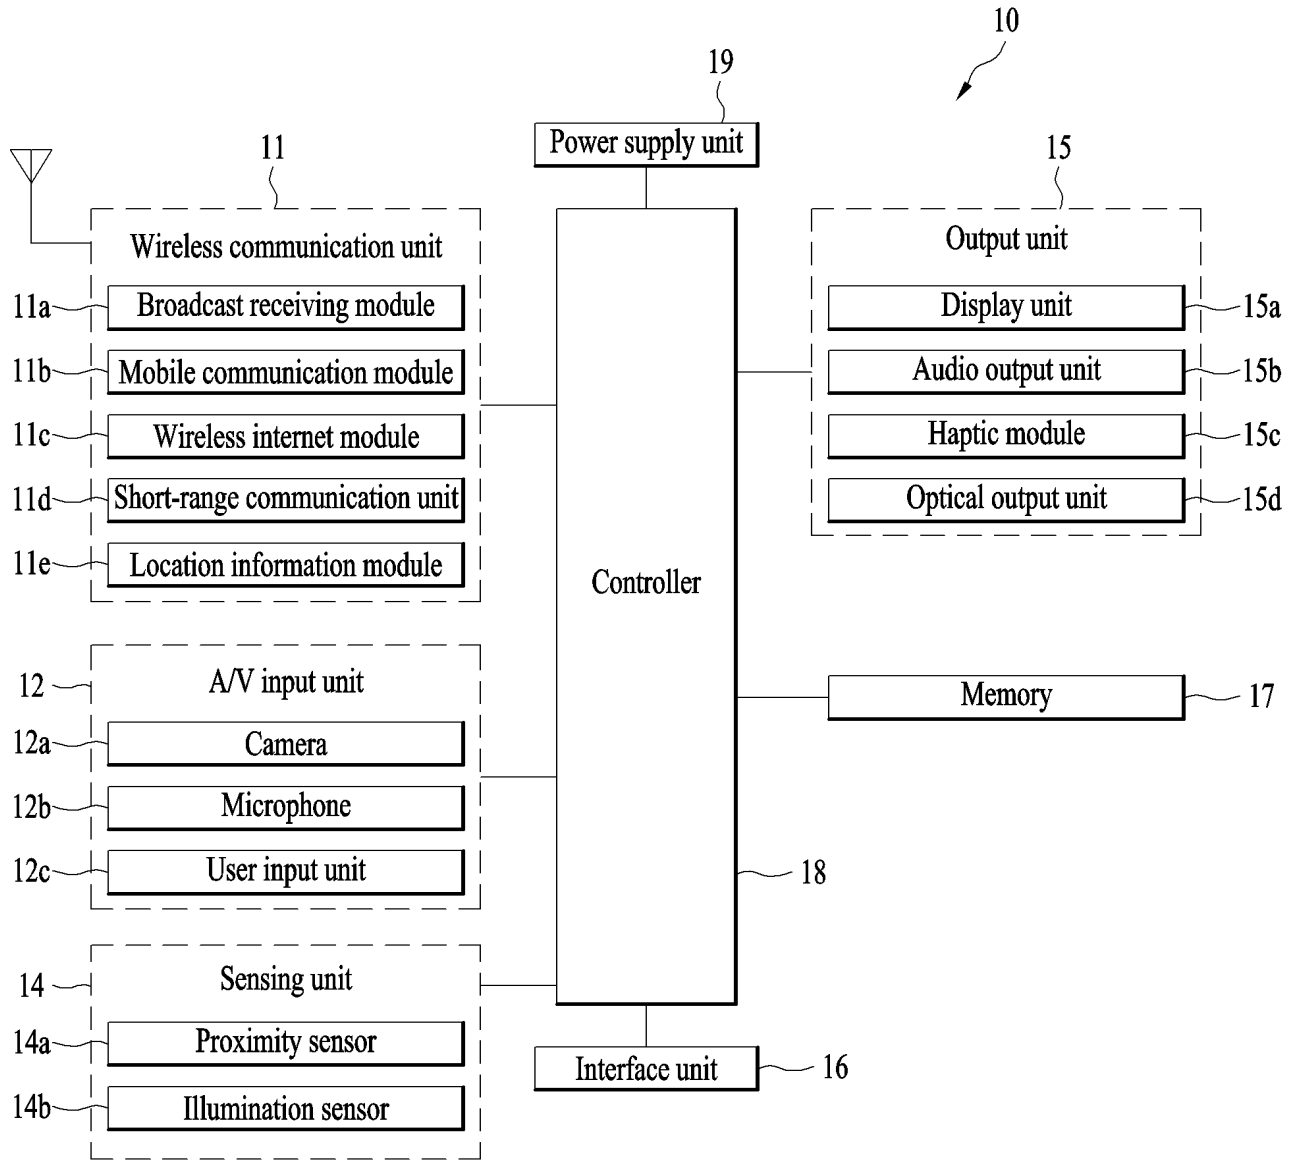 10
19
Power supply unit
11
Wireless communication unit
11a Broadcast receiving module
11b Mobile communication module
11c Wireless internet module
11d Short-range communication unit
11e Location information module
12 A/V input unit
12a Camera
12b Microphone
12c User input unit
14 Sensing unit
14a Proximity sensor
14b Illumination sensor
Controller
18
Interface unit 16
15
Output unit
Display unit 15a
Audio output unit 15b
Haptic module 15c
Optical output unit 15d
Memory 17